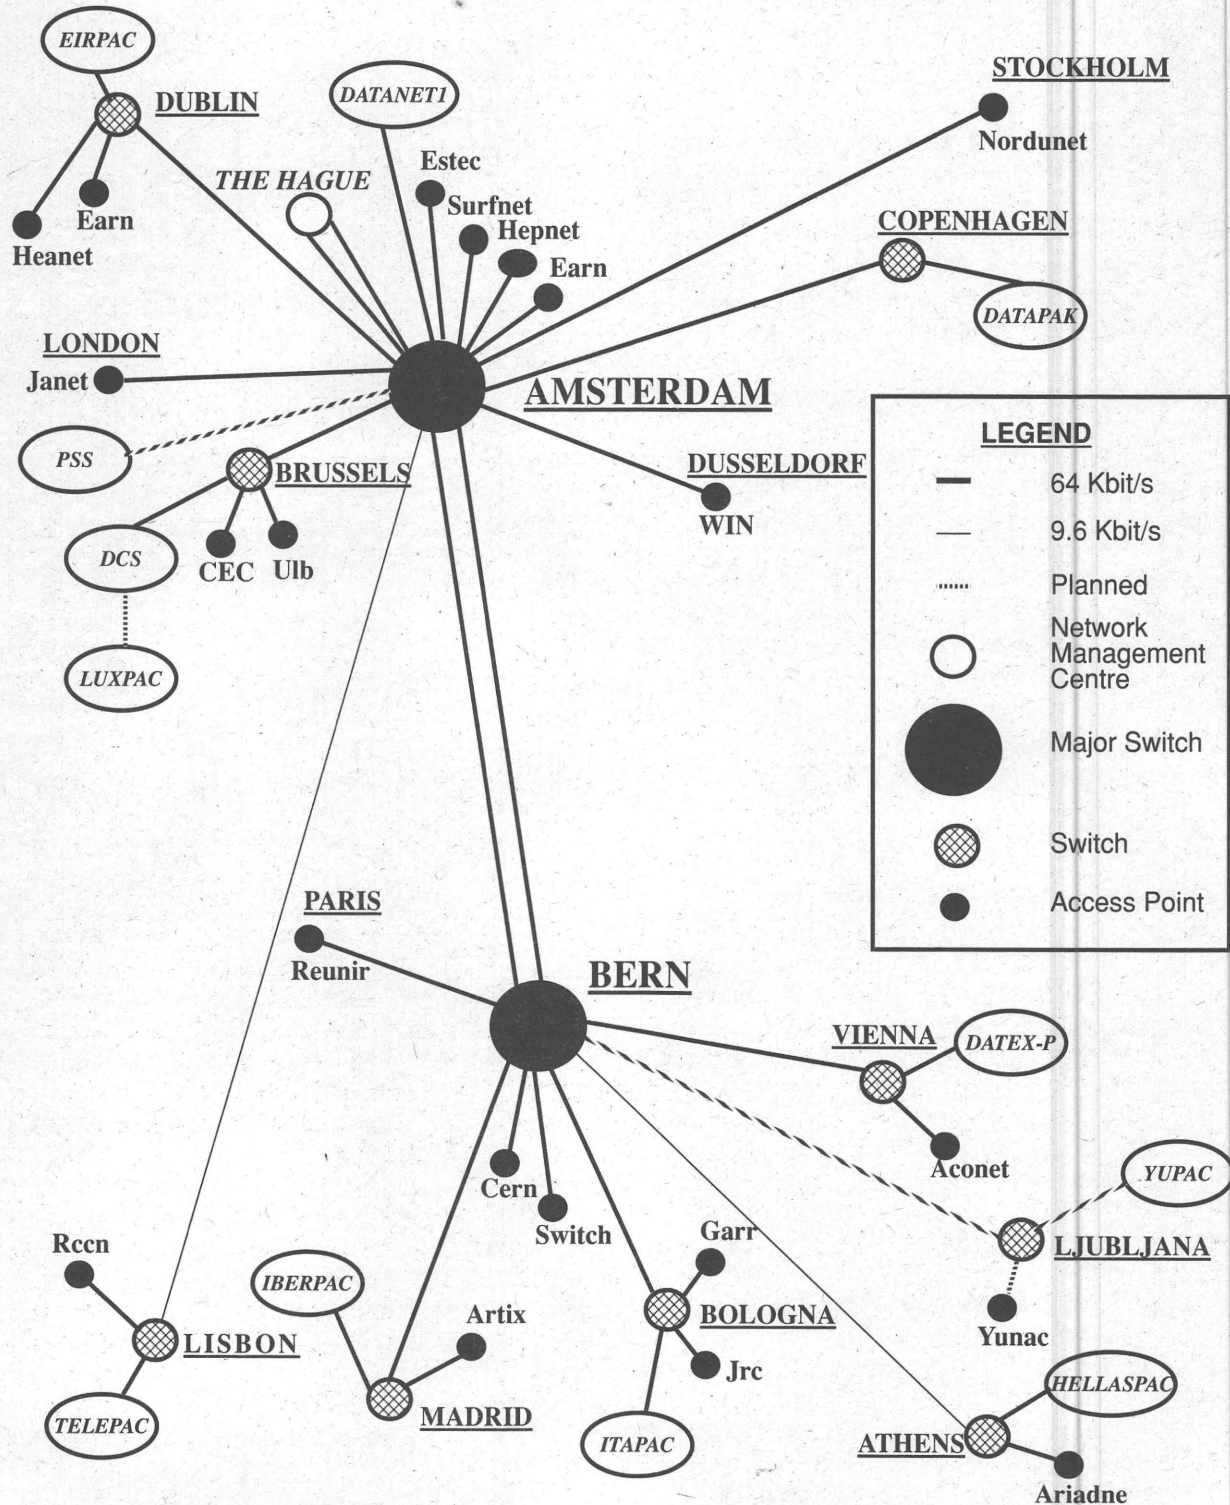 EIRPAC
DUBLIN
Earn
Heanet
DATANET1
THE HAGUE
Estec
Surfnet
Hepnet
Earn
STOCKHOLM
Nordunet
COPENHAGEN
DATAPAK
LONDON
Janet
PSS
AMSTERDAM
BRUSSELS
DCS
CEC
Ulb
LUXPAC
DUSSELDORF
WIN
LEGEND
64 Kbit/s
9.6 Kbit/s
Planned
Network
Management
Centre
Major Switch
Switch
Access Point
PARIS
Reunir
BERN
VIENNA
DATEX-P
Aconet
YUPAC
LJUBLJANA
Yunac
Cern
Switch
Garr
BOLOGNA
Jrc
ITAPAC
Rccn
LISBON
TELEPAC
IBERPAC
Artix
MADRID
HELLASPAC
ATHENS
Ariadne